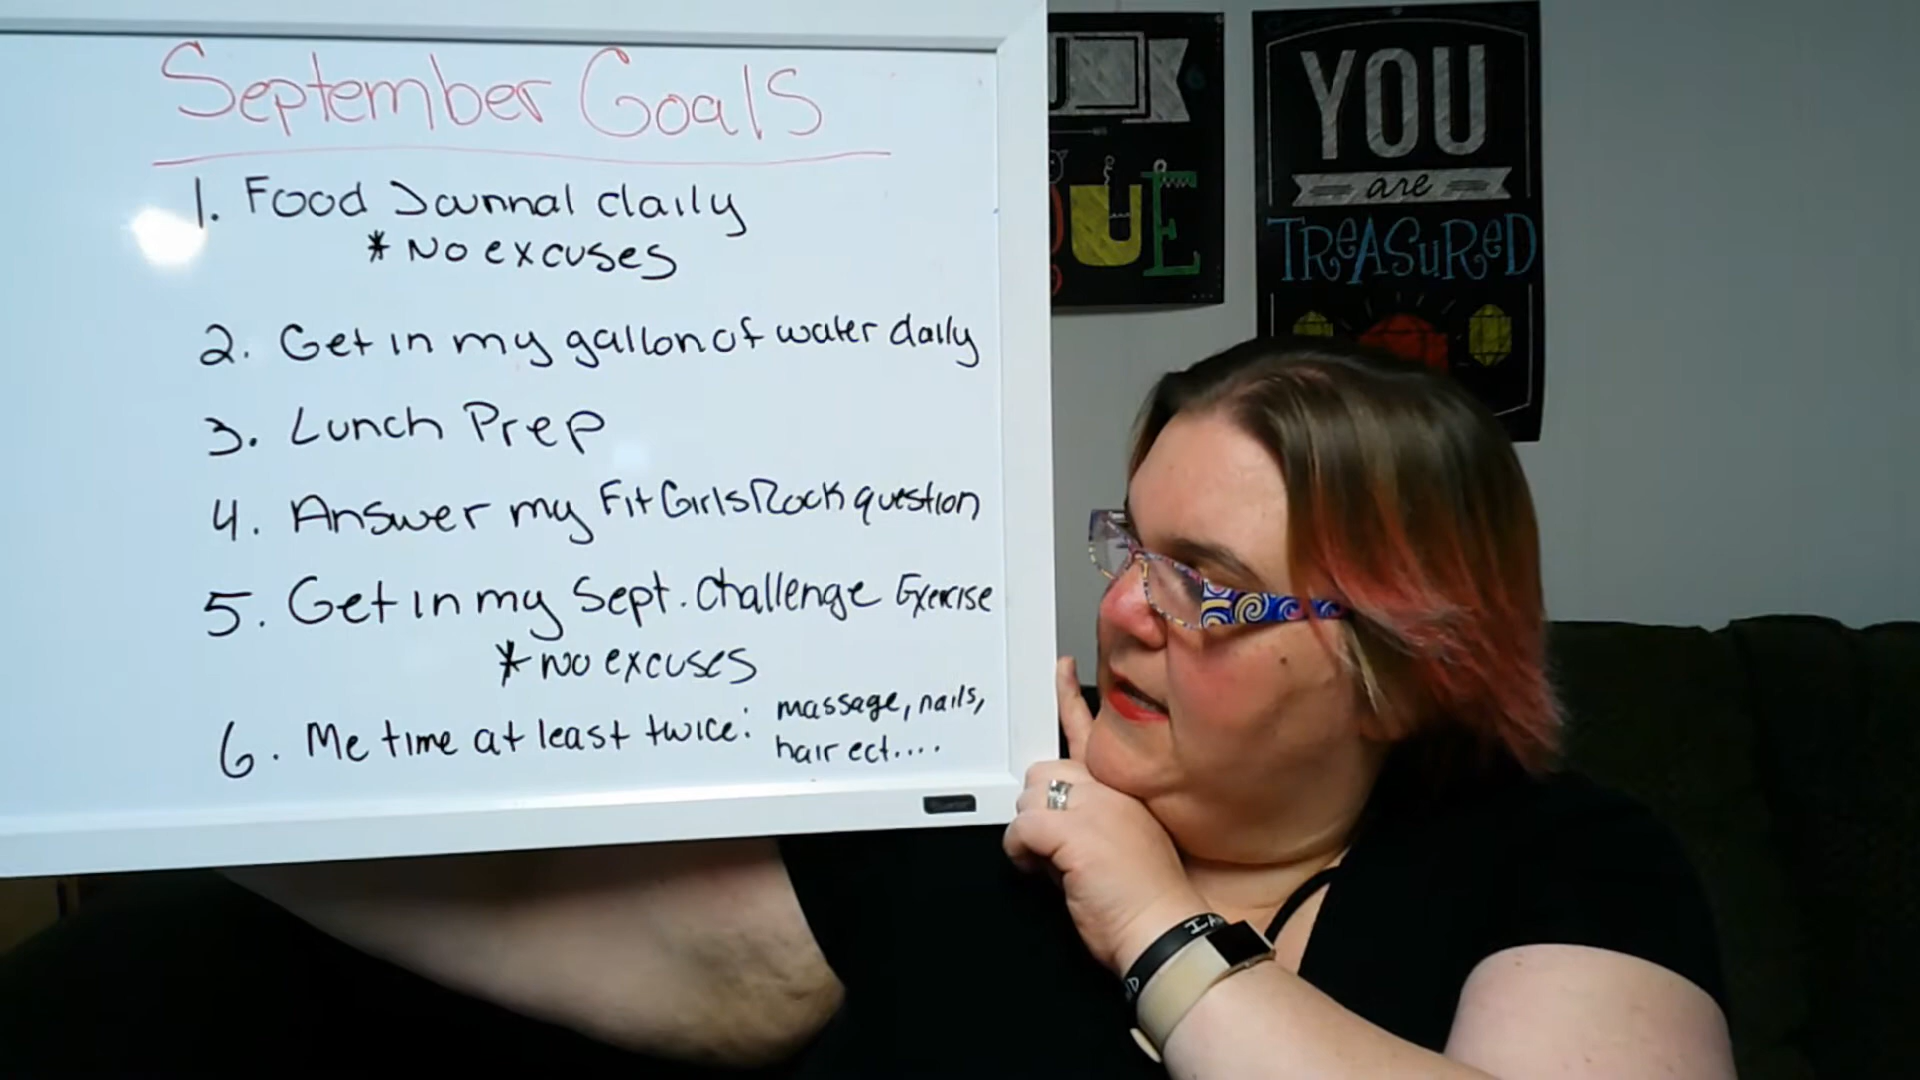 September Goals
1. Food Journal daily
* No excuses
2. Get in my gallon of water daily
3. Lunch Prep
4. Answer my FitGirlsRock question
5. Get in my Sept. Challenge Exercise
* no excuses
6. Me time at least twice: massage, nails,
hair ect....
YOU
are
TREASURED